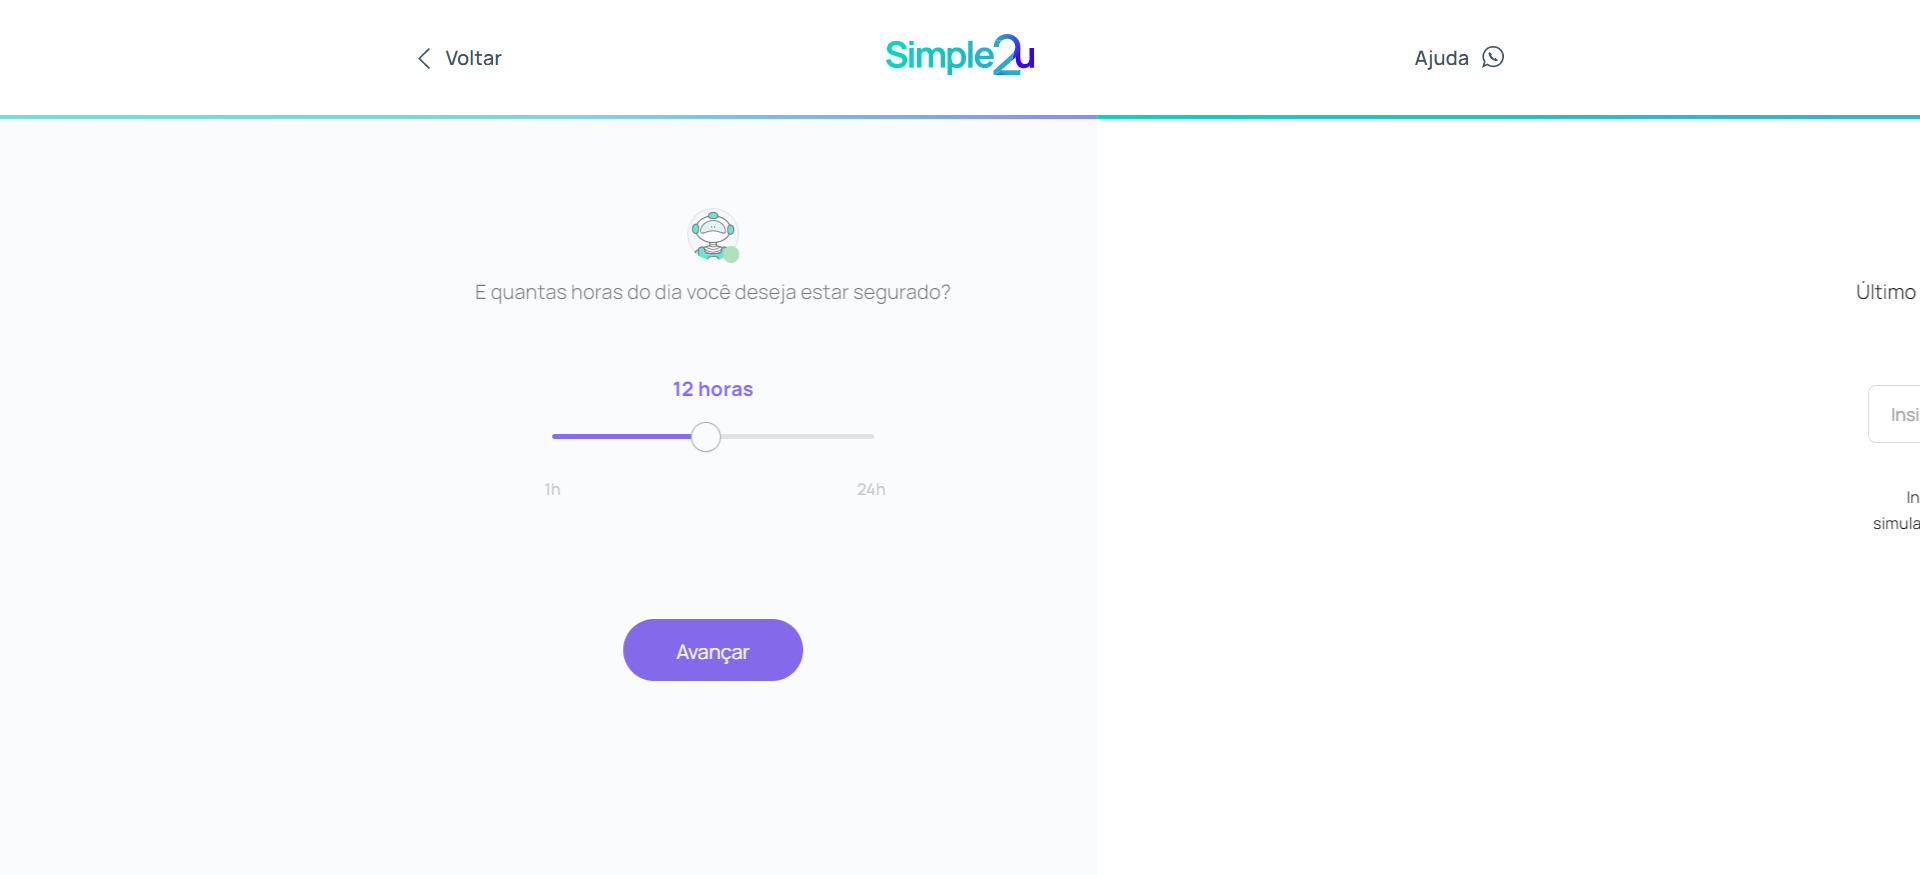 Voltar
Simple2u
Ajuda
E quantas horas do dia você deseja estar segurado?
Último
12 horas
Insi
1h
24h
In
simula
Avançar